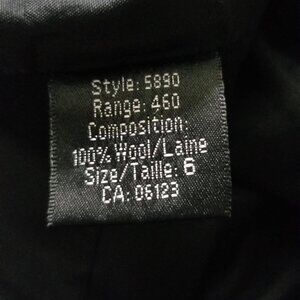 Style: 5890
Range: 460
Composition:
100% Wool/Laine
Size/Taille: 6
CA: 06123